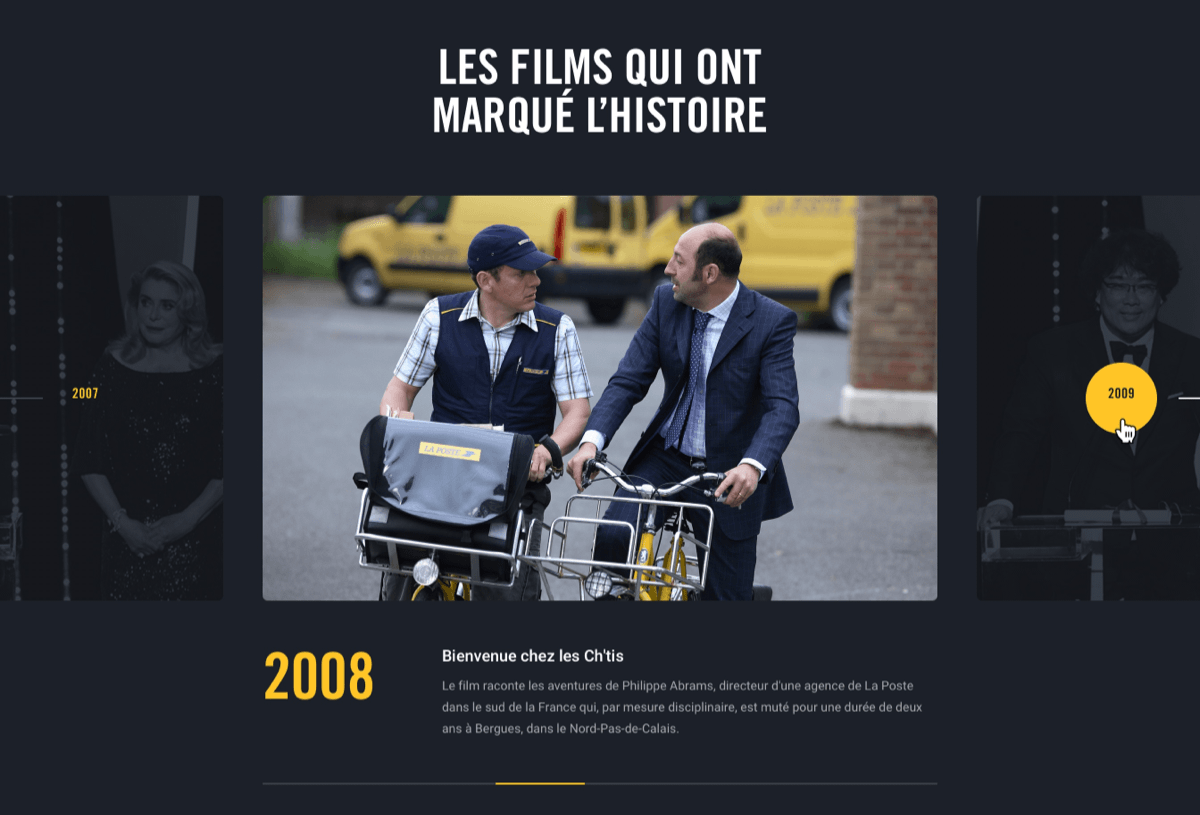 LES FILMS QUI ONT
MARQUÉ L’HISTOIRE
LA POSTE
2007
2009
LA POSTE
2008
Bienvenue chez les Ch'tis
Le film raconte les aventures de Philippe Abrams, directeur d'une agence de La Poste
dans le sud de la France qui, par mesure disciplinaire, est muté pour une durée de deux
ans à Bergues, dans le Nord-Pas-de-Calais.